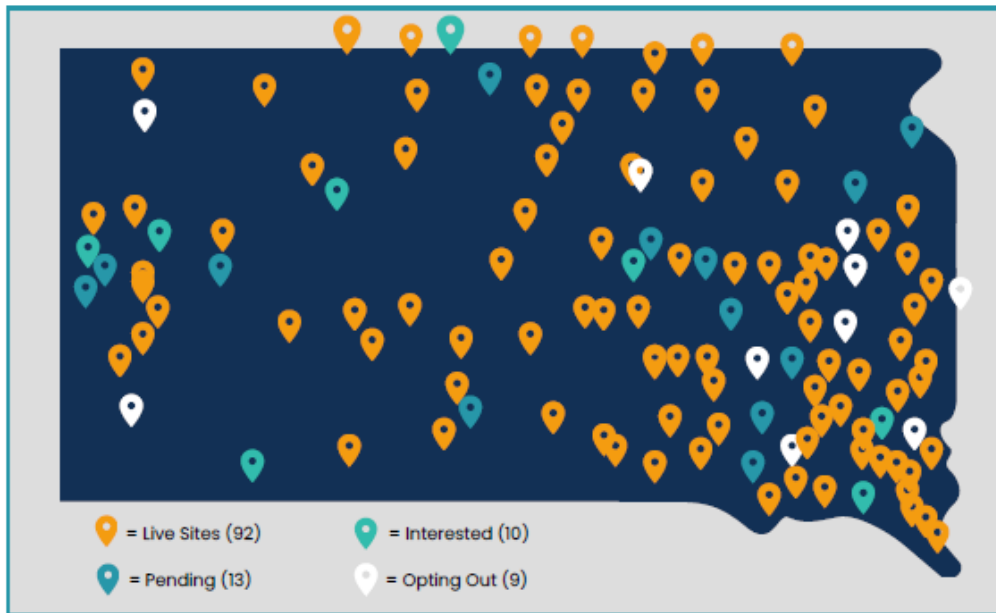 = Live Sites (92)
= Interested (10)
= Pending (13)
= Opting Out (9)